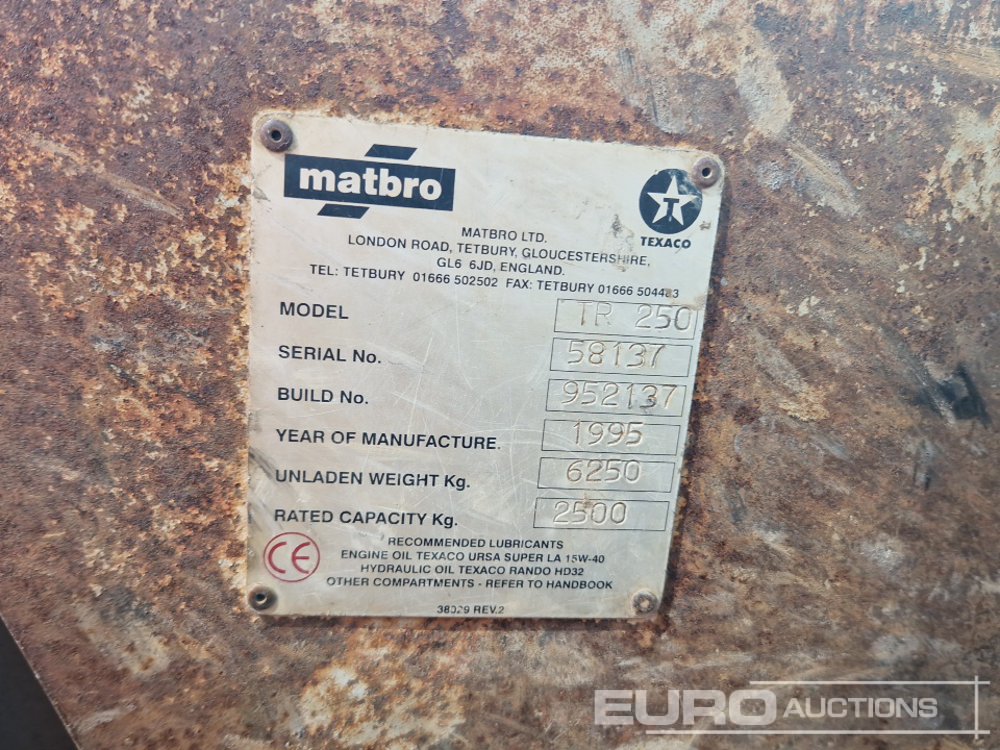 matbro
TEXACO
MATBRO LTD.
LONDON ROAD, TETBURY, GLOUCESTERSHIRE,
GL6 6JD, ENGLAND.
TEL: TETBURY 01666 502502 FAX: TETBURY 01666 504483
MODEL TR 250
SERIAL No. 58137
BUILD No. 952137
YEAR OF MANUFACTURE. 1995
UNLADEN WEIGHT Kg. 6250
RATED CAPACITY Kg. 2500
CE
RECOMMENDED LUBRICANTS
ENGINE OIL TEXACO URSA SUPER LA 15W-40
HYDRAULIC OIL TEXACO RANDO HD32
OTHER COMPARTMENTS - REFER TO HANDBOOK
38029 REV.2
EURO AUCTIONS